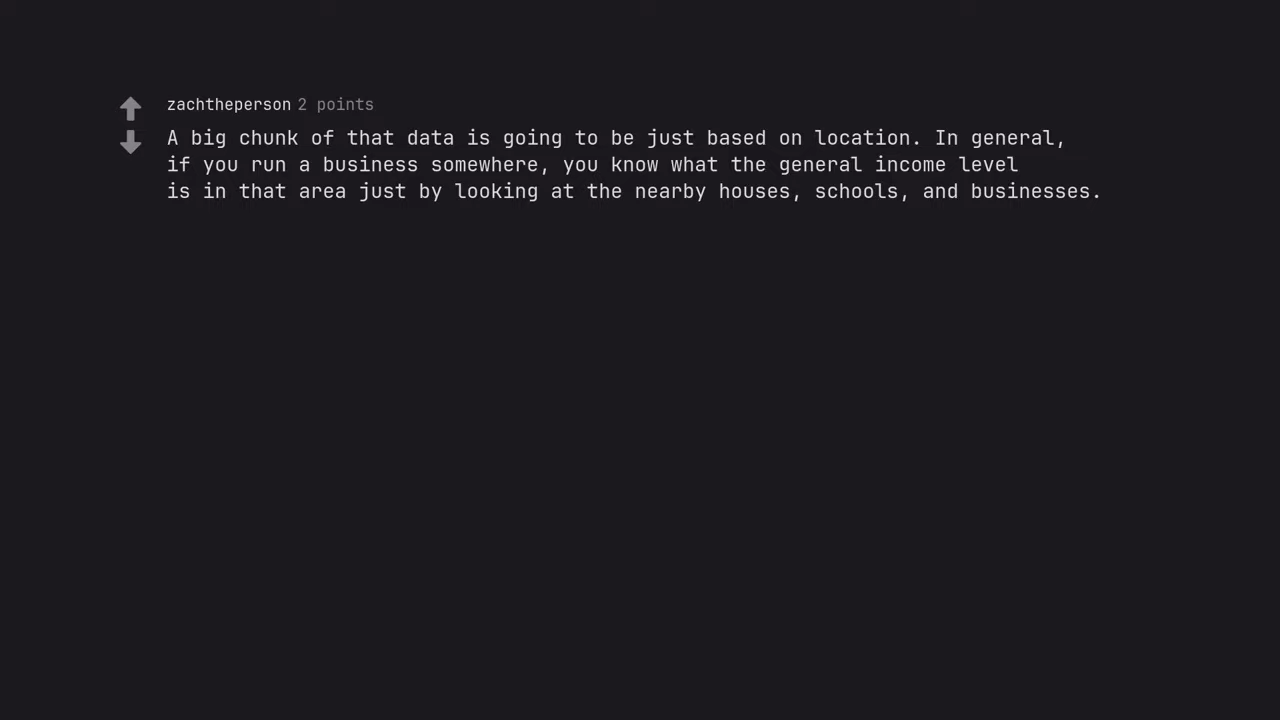 zachtheperson 2 points
A big chunk of that data is going to be just based on location. In general,
if you run a business somewhere, you know what the general income level
is in that area just by looking at the nearby houses, schools, and businesses.